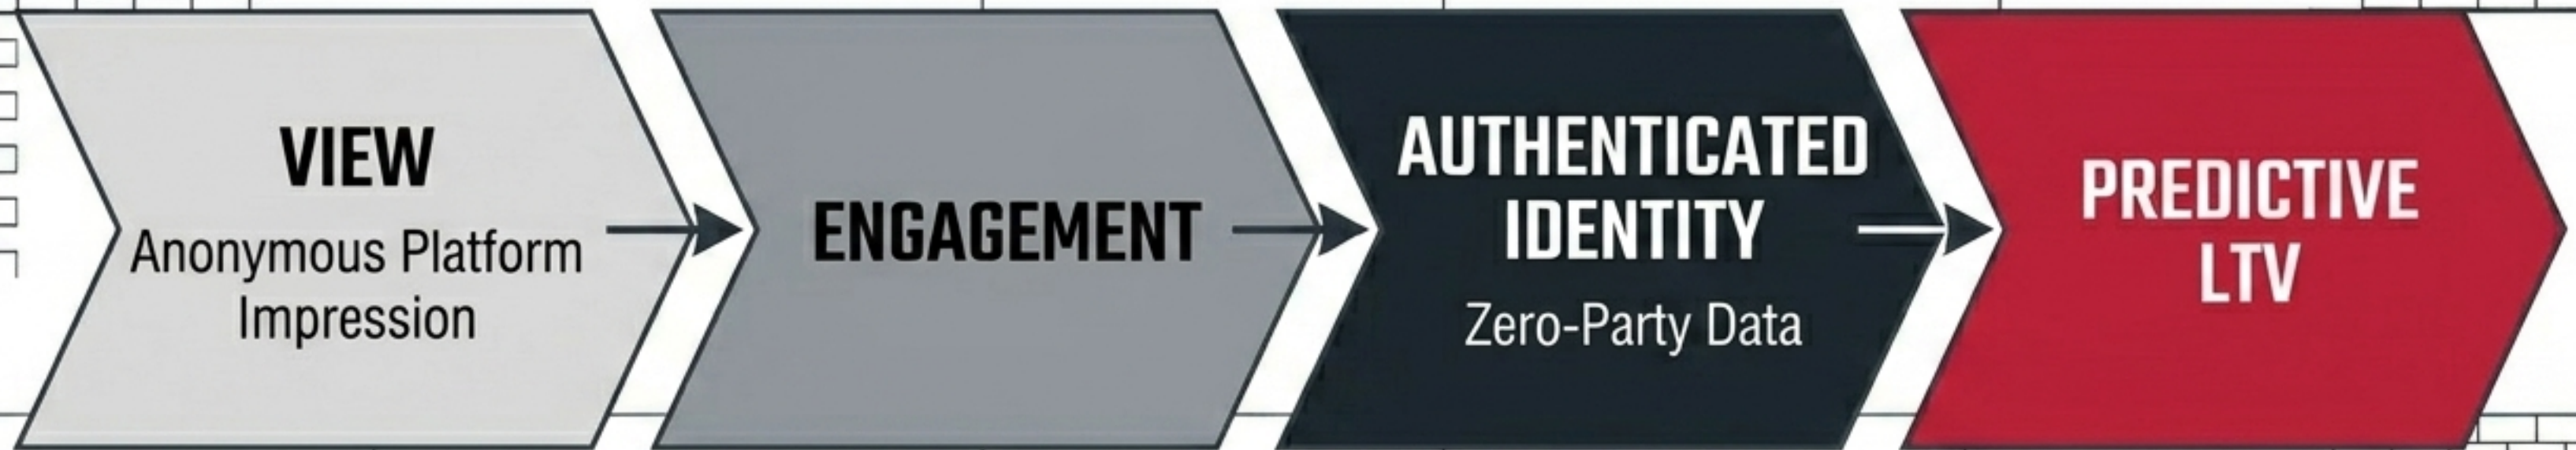 VIEW
Anonymous Platform
Impression
ENGAGEMENT
AUTHENTICATED
IDENTITY
Zero-Party Data
PREDICTIVE
LTV